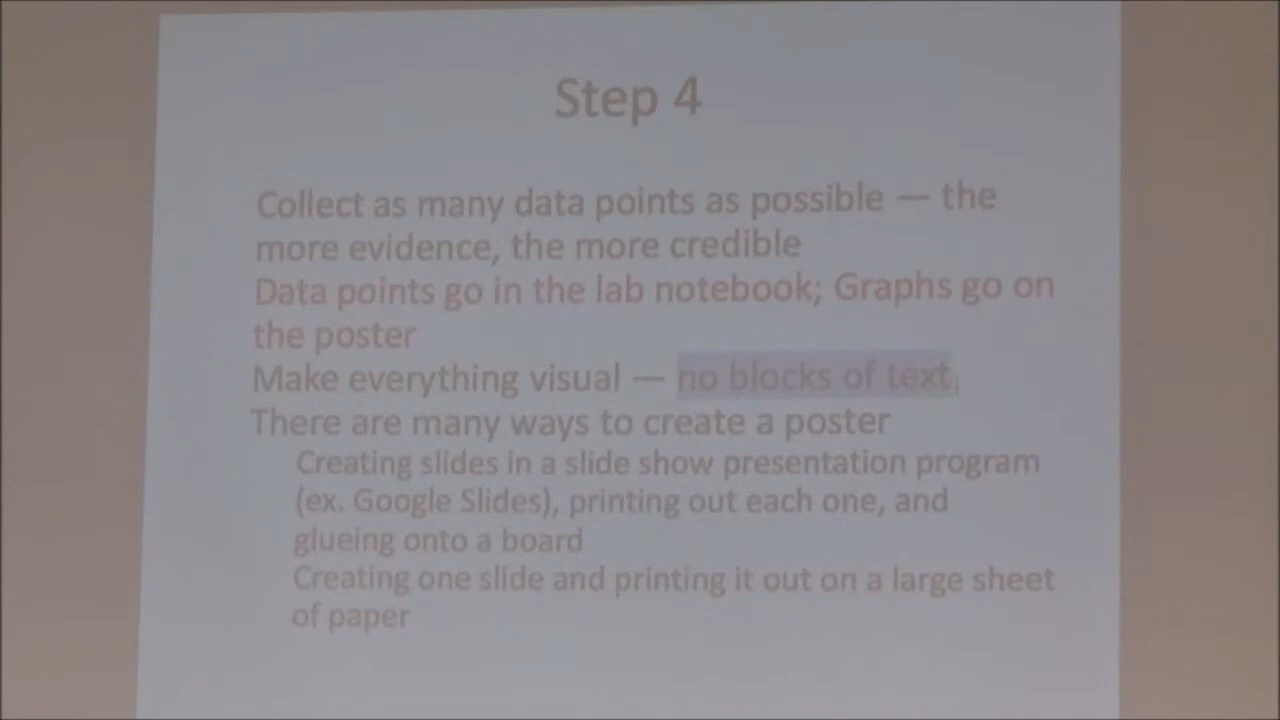 Step 4
Collect as many data points as possible — the
more evidence, the more credible
Data points go in the lab notebook; Graphs go on
the poster
Make everything visual — no blocks of text
There are many ways to create a poster
Creating slides in a slide show presentation program
(ex. Google Slides), printing out each one, and
glueing onto a board
Creating one slide and printing it out on a large sheet
of paper